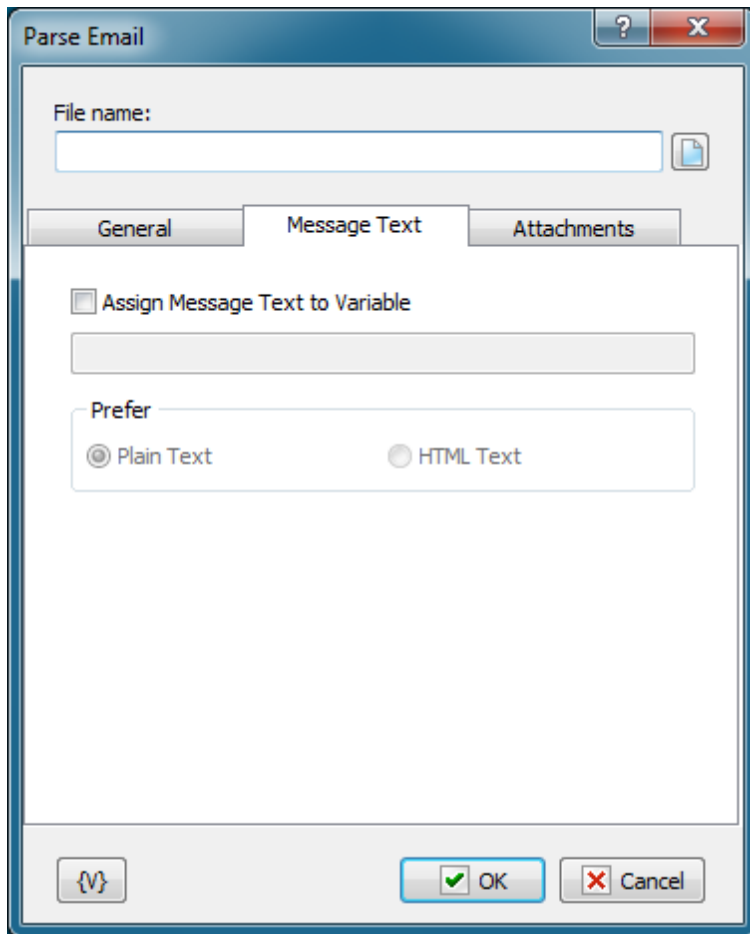 Parse Email
?
File name:
General Message Text Attachments
Assign Message Text to Variable
Prefer
Plain Text HTML Text
{V} OK Cancel